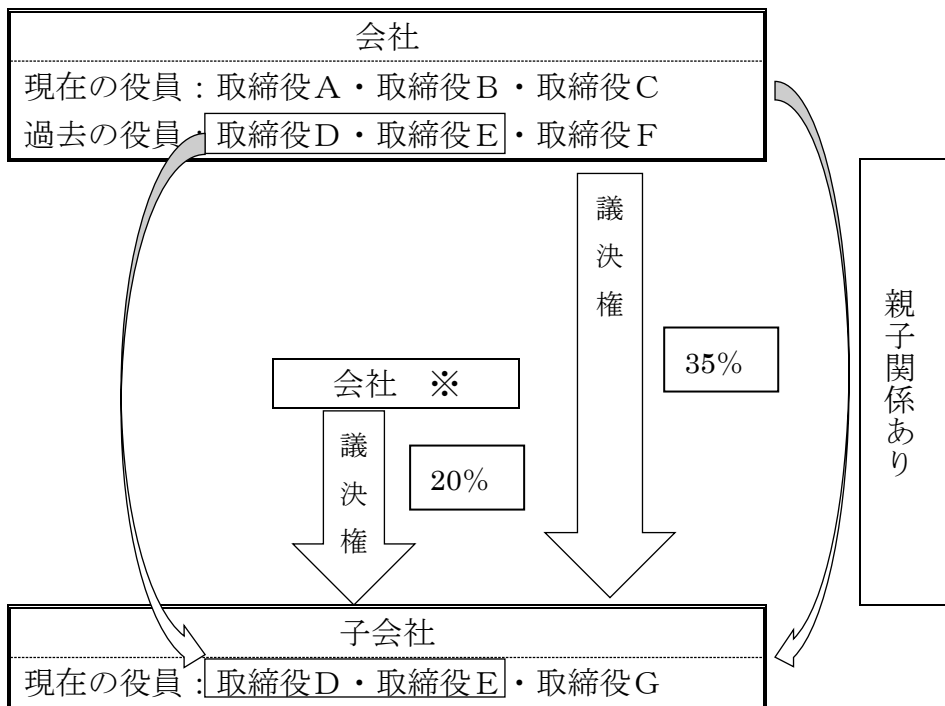 会社
現在の役員：取締役A・取締役B・取締役C
過去の役員：取締役D・取締役E・取締役F
議決権
35%
親子関係あり
会社　※
議決権
20%
子会社
現在の役員：取締役D・取締役E・取締役G